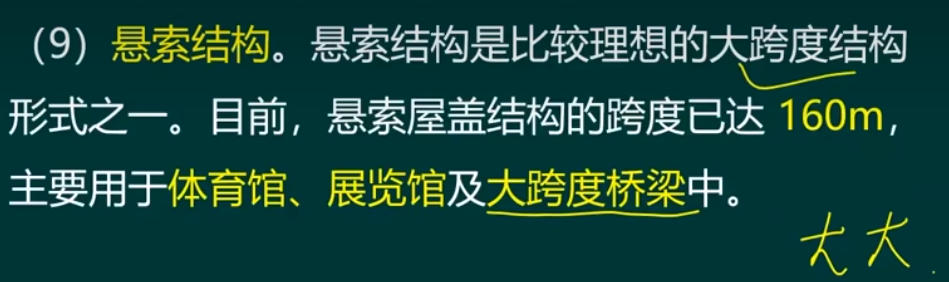 （9）悬索结构。悬索结构是比较理想的大跨度结构
形式之一。目前，悬索屋盖结构的跨度已达 160m，
主要用于体育馆、展览馆及大跨度桥梁中。
大大